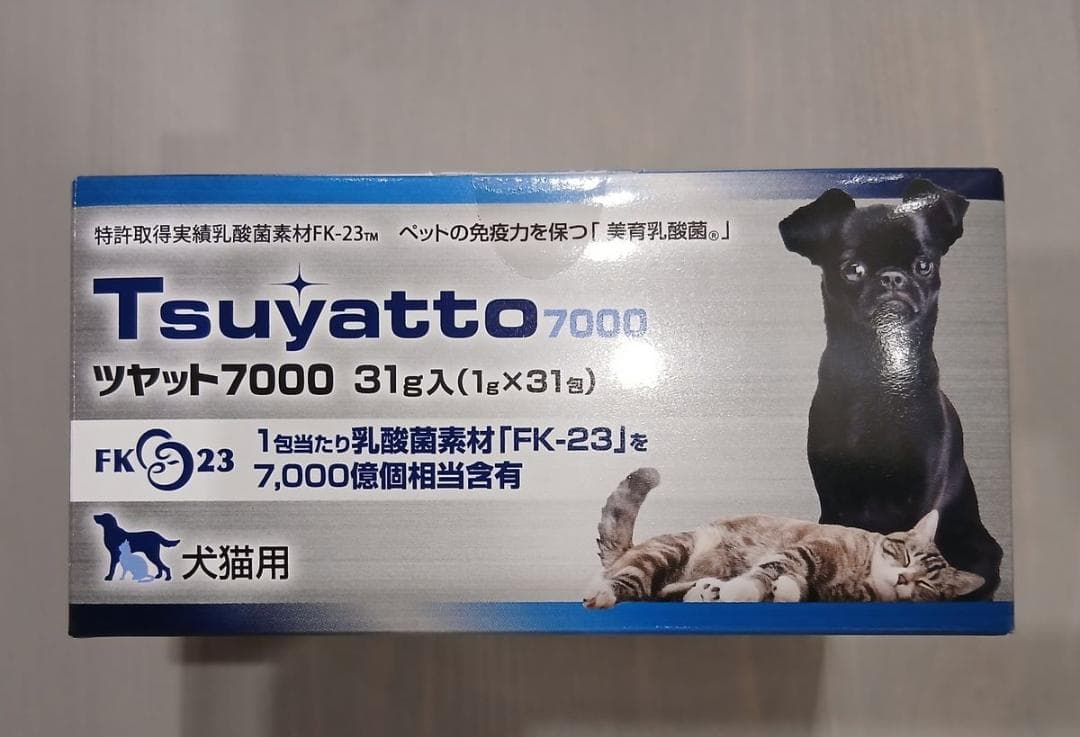 特許取得実績乳酸菌素材FK-23™ ペットの免疫力を保つ「美育乳酸菌®」
Tsuyatto7000
ツヤット7000 31g入(1g×31包)
FK 23
1包当たり乳酸菌素材「FK-23」を
7,000億個相当含有
犬猫用